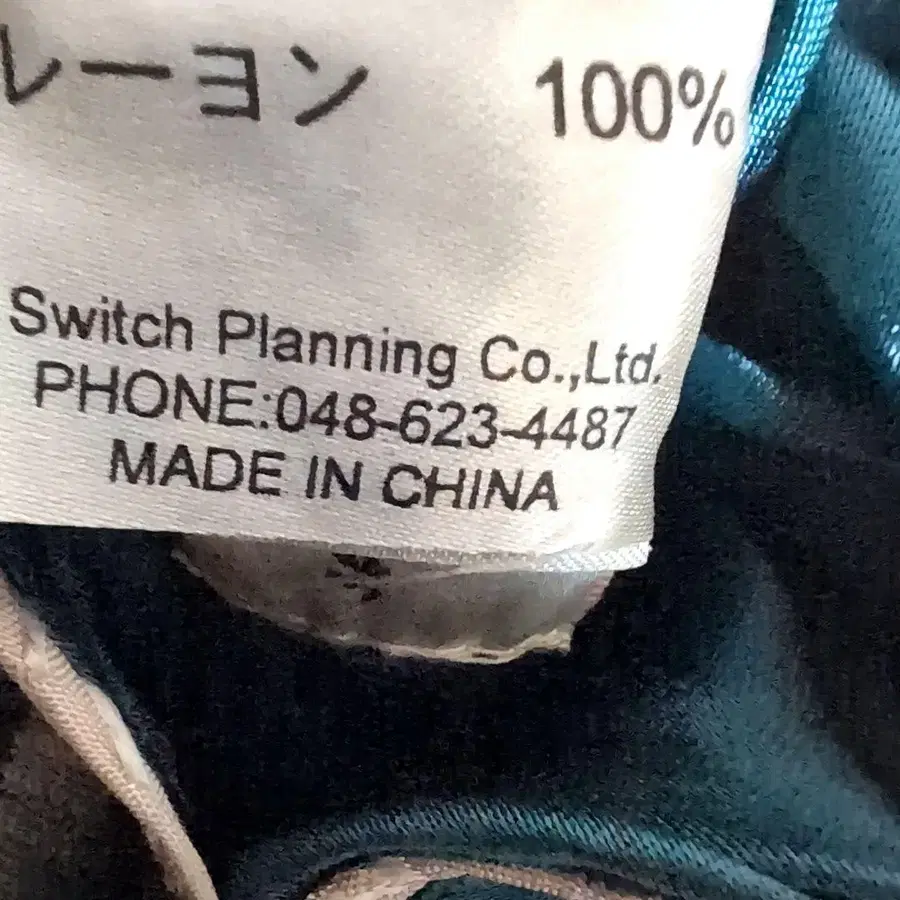 レーヨン 100%
Switch Planning Co.,Ltd.
PHONE:048-623-4487
MADE IN CHINA